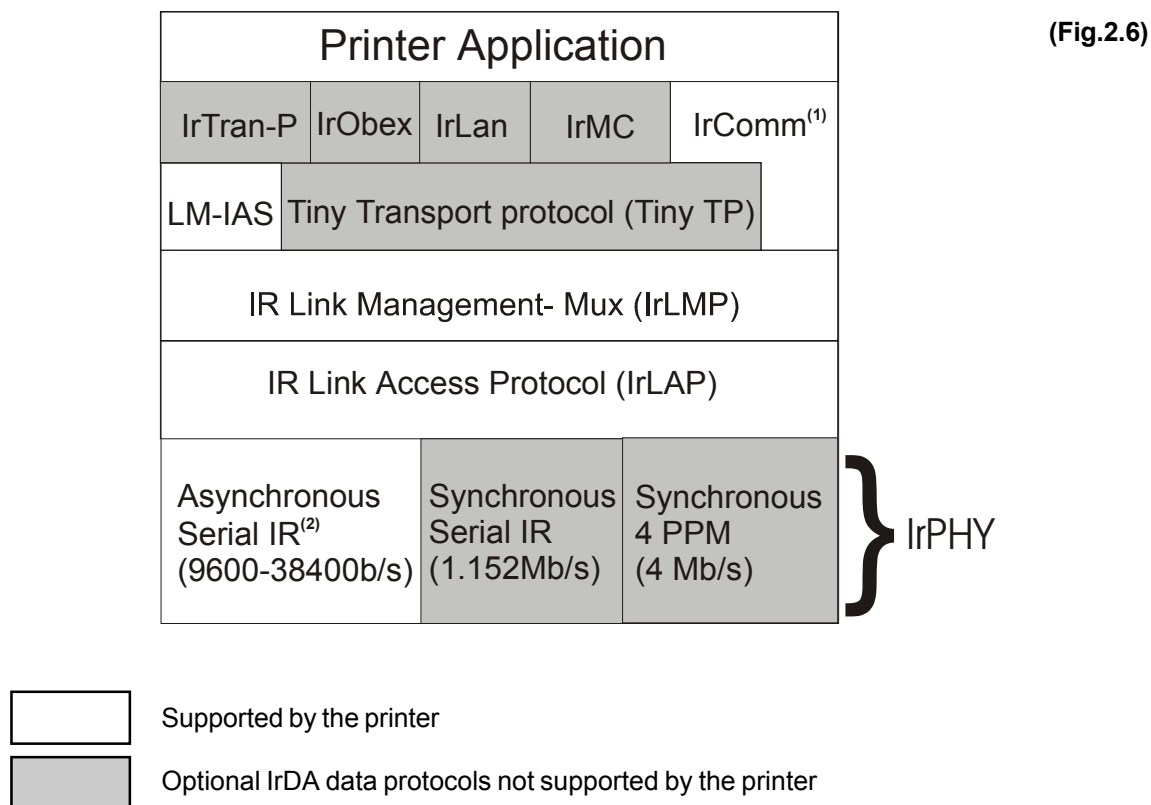 (Fig.2.6)
Printer Application
IrTran-P IrObex IrLan IrMC IrComm(1)
LM-IAS Tiny Transport protocol (Tiny TP)
IR Link Management- Mux (IrLMP)
IR Link Access Protocol (IrLAP)
Asynchronous
Serial IR(2)
(9600-38400b/s)
Synchronous
Serial IR
(1.152Mb/s)
Synchronous
4 PPM
(4 Mb/s)
IrPHY
Supported by the printer
Optional IrDA data protocols not supported by the printer